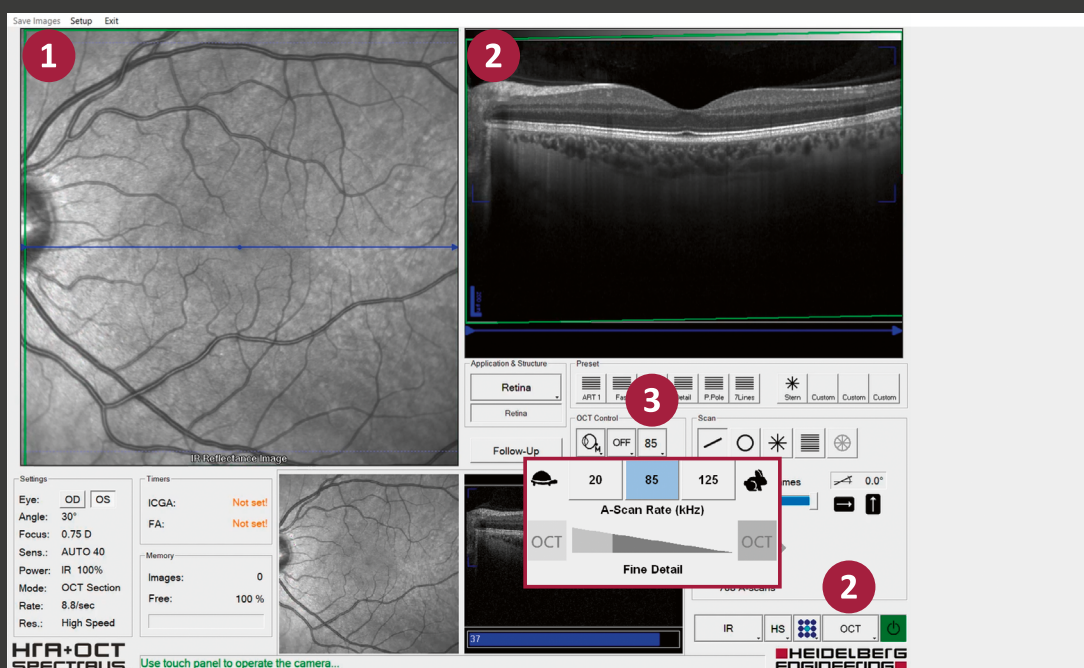 Save Images Setup Exit
1
2
IR Reflectance Image
200 µm
Application & Structure
Retina
Retina
Follow-Up
Preset
ART 1
P.Pole
7Lines
Stern
Custom
Custom
Custom
3
OCT Control
OFF
85
Scan
0.0°
20
85
125
A-Scan Rate (kHz)
OCT
OCT
Fine Detail
768 A-scans
2
IR
HS
OCT
Settings
Eye: OD OS
Angle: 30°
Focus: 0.75 D
Sens.: AUTO 40
Power: IR 100%
Mode: OCT Section
Rate: 8.8/sec
Res.: High Speed
Timers
ICGA: Not set!
FA: Not set!
Memory
Images: 0
Free: 100 %
37
HRA+OCT
SPECTRALIS
Use touch panel to operate the camera...
HEIDELBERG
ENGINEERING